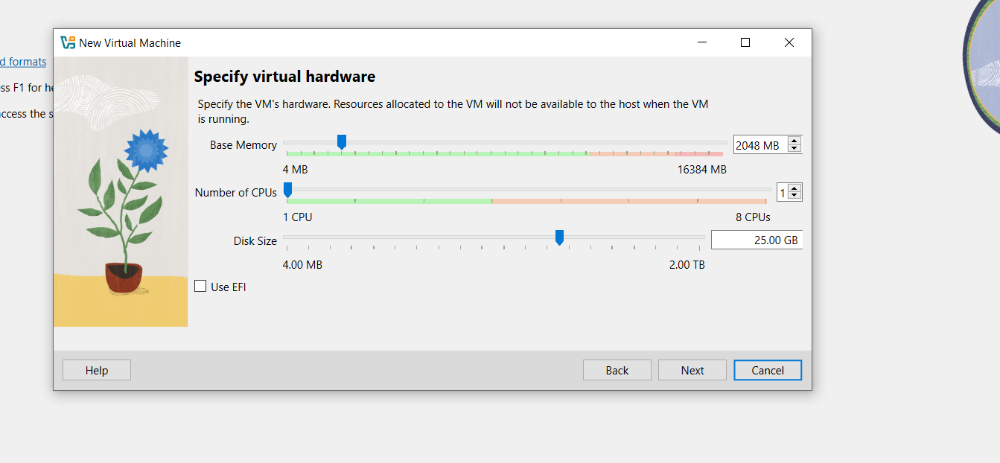 New Virtual Machine
d formats
Specify virtual hardware
ss F1 for he
Specify the VM's hardware. Resources allocated to the VM will not be available to the host when the VM
is running.
ccess the s
Base Memory
2048 MB
4 MB
16384 MB
Number of CPUs
1
1 CPU
8 CPUs
Disk Size
25.00 GB
4.00 MB
2.00 TB
Use EFI
Help
Back
Next
Cancel